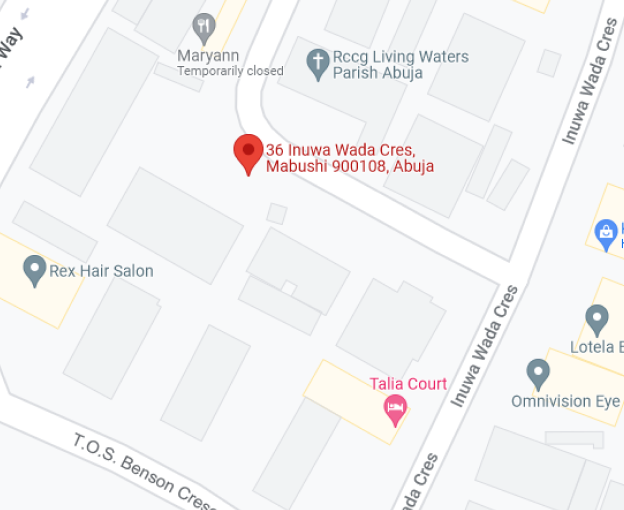 Way
Maryann
Temporarily closed
Rccg Living Waters
Parish Abuja
Inuwa Wada Cres
36 Inuwa Wada Cres,
Mabushi 900108, Abuja
Rex Hair Salon
Inuwa Wada Cres
Lotela
Talia Court
Omnivision Eye
T.O.S. Benson Cresc
Cres